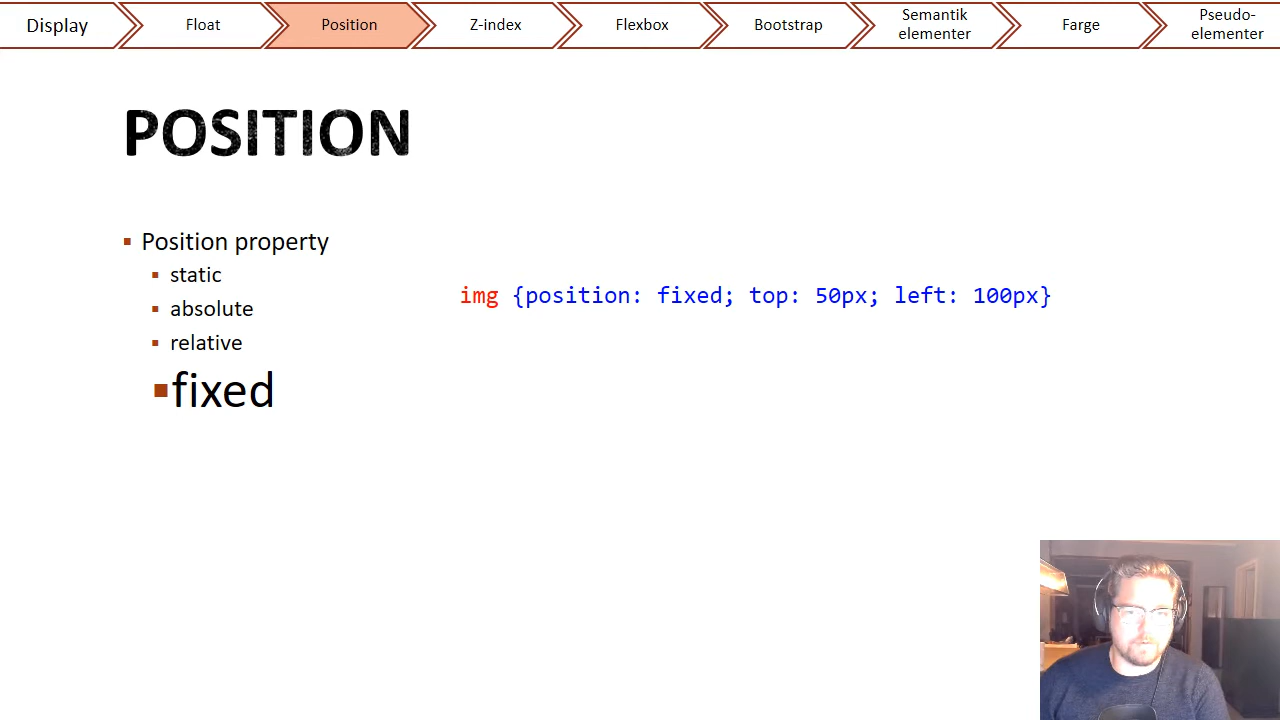 Display
Float
Position
Z-index
Flexbox
Bootstrap
Semantik
elementer
Farge
Pseudo-
elementer
POSITION
Position property
static
absolute
relative
fixed
img {position: fixed; top: 50px; left: 100px}